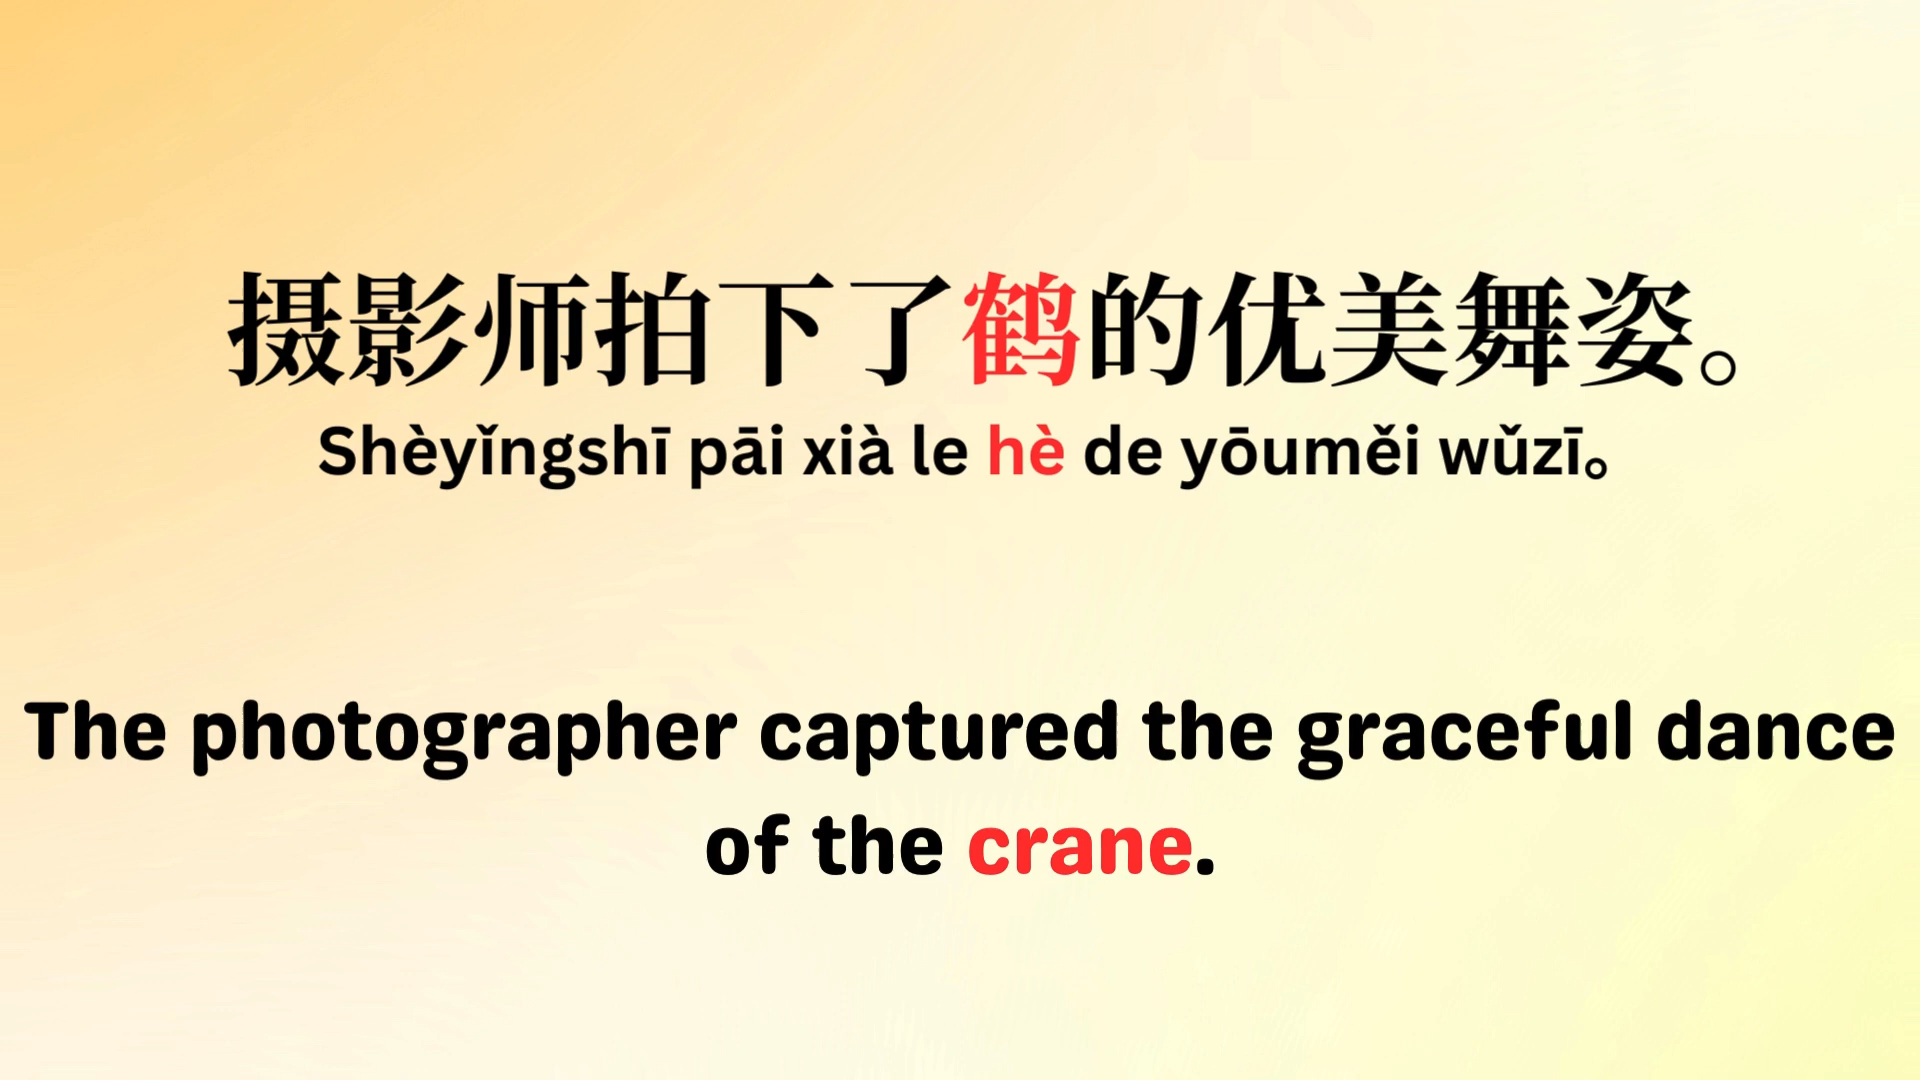 摄影师拍下了鹤的优美舞姿。
Shèyǐngshī pāi xià le hè de yōuměi wǔzī。
The photographer captured the graceful dance
of the crane.